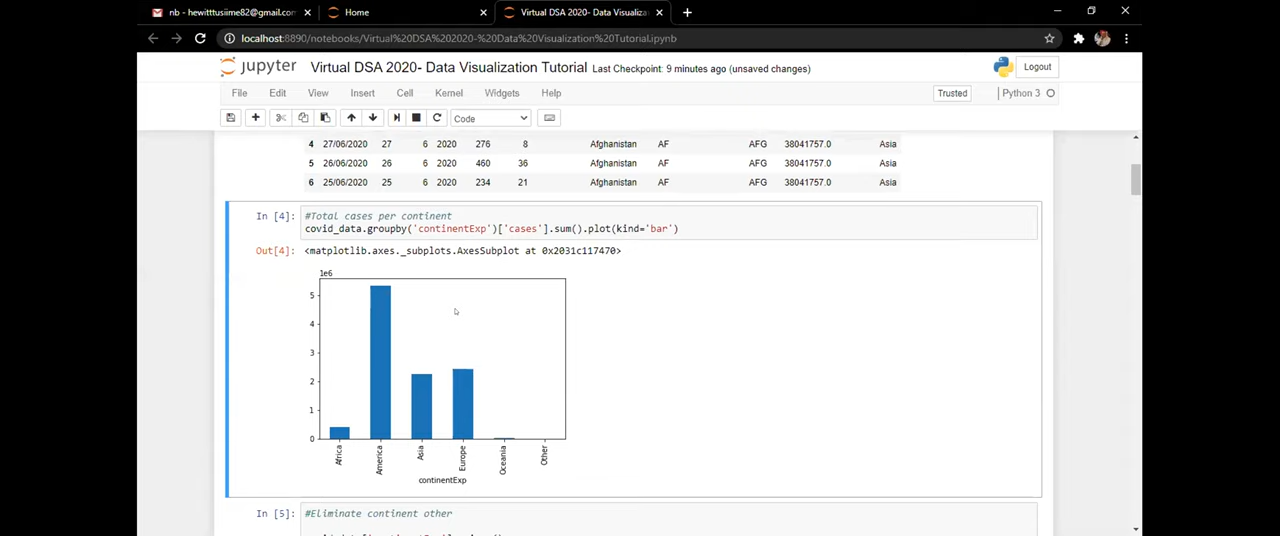 nb - hewitttusiime82@gmail.com
Home
Virtual DSA 2020- Data Visualiza
localhost:8890/notebooks/Virtual%20DSA%202020-%20Data%20Visualization%20Tutorial.ipynb
jupyter Virtual DSA 2020- Data Visualization Tutorial Last Checkpoint: 9 minutes ago (unsaved changes)
Logout
File Edit View Insert Cell Kernel Widgets Help
Trusted
Python 3
Code
4 27/06/2020 27 6 2020 276 8 Afghanistan AF AFG 38041757.0 Asia
5 26/06/2020 26 6 2020 460 36 Afghanistan AF AFG 38041757.0 Asia
6 25/06/2020 25 6 2020 234 21 Afghanistan AF AFG 38041757.0 Asia
In [4]: #Total cases per continent
covid_data.groupby('continentExp')['cases'].sum().plot(kind='bar')
Out[4]: <matplotlib.axes._subplots.AxesSubplot at 0x2031c117470>
1e6
5
4
3
2
1
0
Africa
America
Asia
Europe
Oceania
Other
continentExp
In [5]: #Eliminate continent other